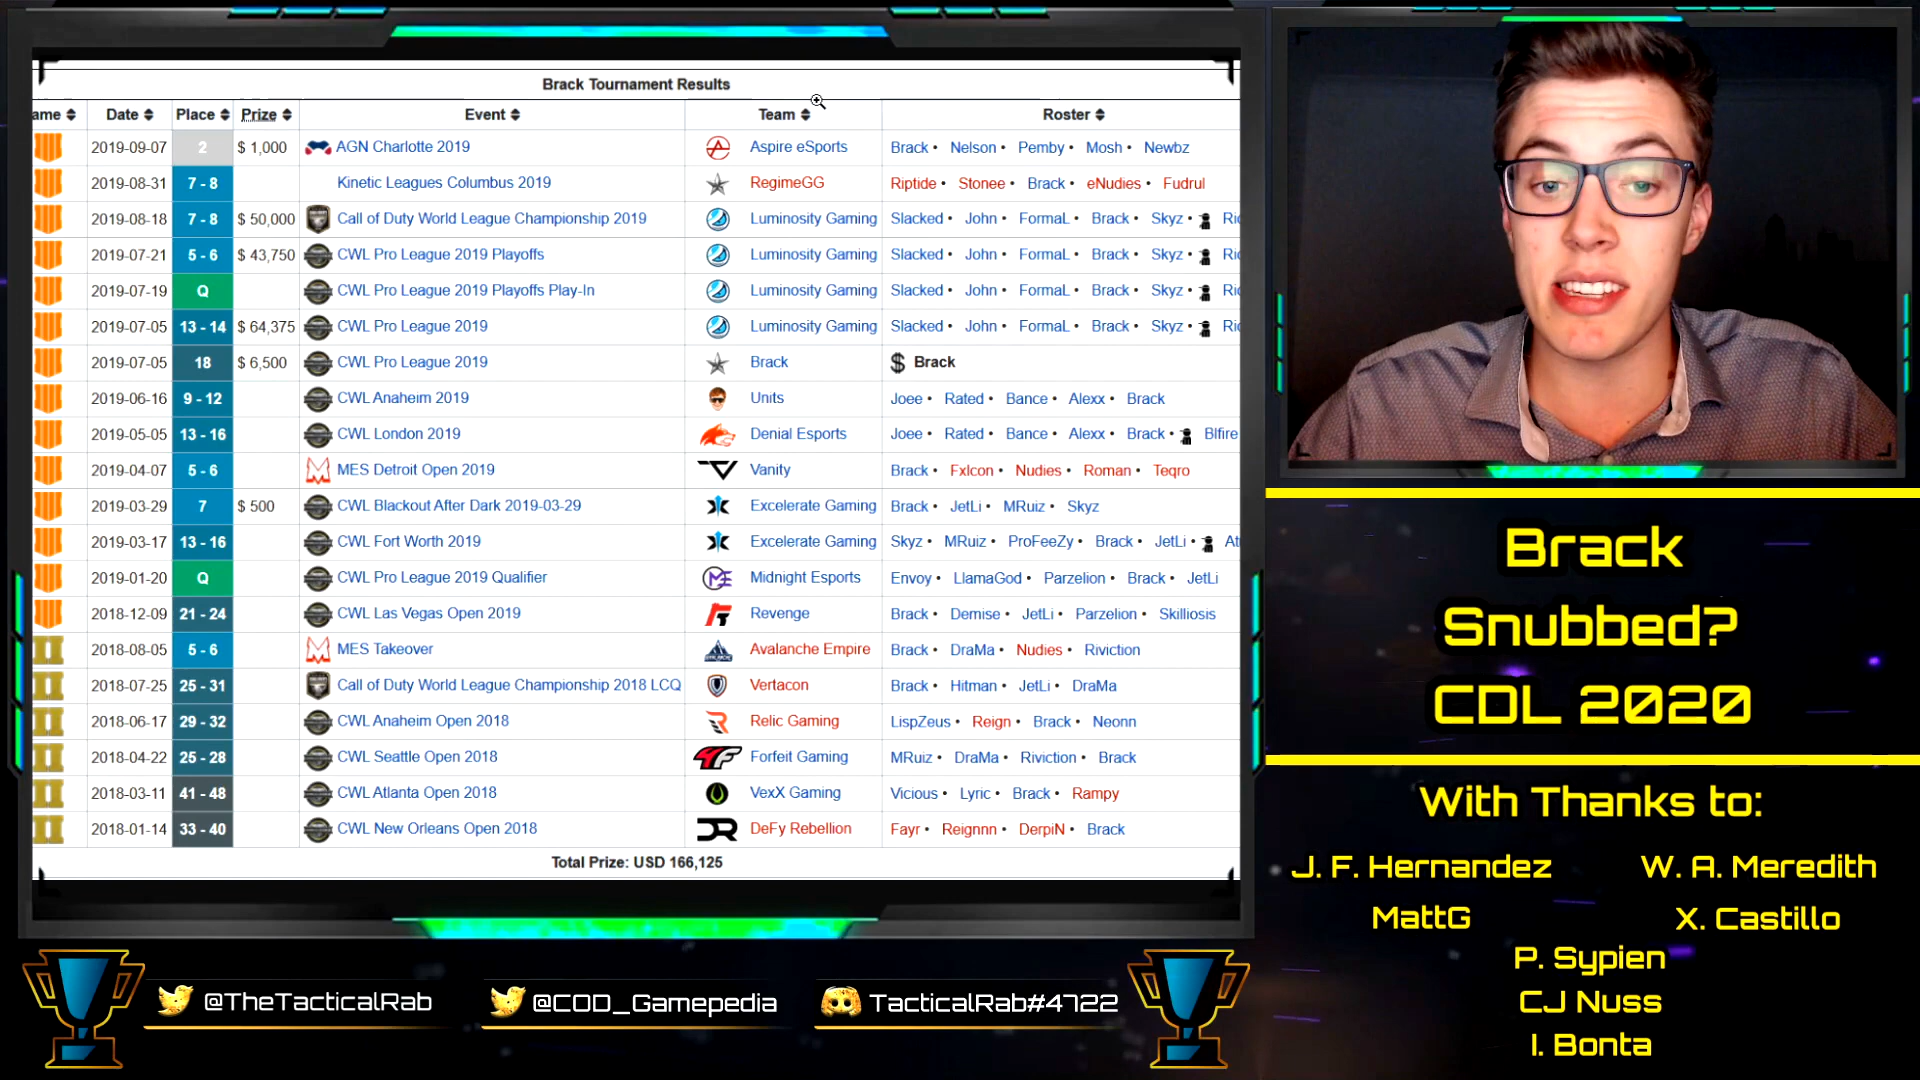 Brack Tournament Results
ame Date Place Prize Event Team Roster
2019-09-07 2 $ 1,000 AGN Charlotte 2019 Aspire eSports Brack • Nelson • Pemby • Mosh • Newbz
2019-08-31 7 - 8 Kinetic Leagues Columbus 2019 RegimeGG Riptide • Stonee • Brack • eNudies • Fudrul
2019-08-18 7 - 8 $ 50,000 Call of Duty World League Championship 2019 Luminosity Gaming Slacked • John • FormaL • Brack • Skyz • Ric
2019-07-21 5 - 6 $ 43,750 CWL Pro League 2019 Playoffs Luminosity Gaming Slacked • John • FormaL • Brack • Skyz • Ric
2019-07-19 Q CWL Pro League 2019 Playoffs Play-In Luminosity Gaming Slacked • John • FormaL • Brack • Skyz • Ric
2019-07-05 13 - 14 $ 64,375 CWL Pro League 2019 Luminosity Gaming Slacked • John • FormaL • Brack • Skyz • Ric
2019-07-05 18 $ 6,500 CWL Pro League 2019 Brack $ Brack
2019-06-16 9 - 12 CWL Anaheim 2019 Units Joee • Rated • Bance • Alexx • Brack
2019-05-05 13 - 16 CWL London 2019 Denial Esports Joee • Rated • Bance • Alexx • Brack • Blfire
2019-04-07 5 - 6 MES Detroit Open 2019 Vanity Brack • FxIcon • Nudies • Roman • Teqro
2019-03-29 7 $ 500 CWL Blackout After Dark 2019-03-29 Excelerate Gaming Brack • JetLi • MRuiz • Skyz
2019-03-17 13 - 16 CWL Fort Worth 2019 Excelerate Gaming Skyz • MRuiz • ProFeeZy • Brack • JetLi •
2019-01-20 Q CWL Pro League 2019 Qualifier Midnight Esports Envoy • LlamaGod • Parzelion • Brack • JetLi
2018-12-09 21 - 24 CWL Las Vegas Open 2019 Revenge Brack • Demise • JetLi • Parzelion • Skilliosis
2018-08-05 5 - 6 MES Takeover Avalanche Empire Brack • DraMa • Nudies • Riviction
2018-07-25 25 - 31 Call of Duty World League Championship 2018 LCQ Vertacon Brack • Hitman • JetLi • DraMa
2018-06-17 29 - 32 CWL Anaheim Open 2018 Relic Gaming LispZeus • Reign • Brack • Neonn
2018-04-22 25 - 28 CWL Seattle Open 2018 Forfeit Gaming MRuiz • DraMa • Riviction • Brack
2018-03-11 41 - 48 CWL Atlanta Open 2018 VexX Gaming Vicious • Lyric • Brack • Rampy
2018-01-14 33 - 40 CWL New Orleans Open 2018 DeFy Rebellion Fayr • Reignnn • DerpiN • Brack
Total Prize: USD 166,125
Brack
Snubbed?
CDL 2020
With Thanks to:
J. F. Hernandez W. A. Meredith
MattG X. Castillo
P. Sypien
CJ Nuss
I. Bonta
@TheTacticalRab @COD_Gamepedia TacticalRab#4722